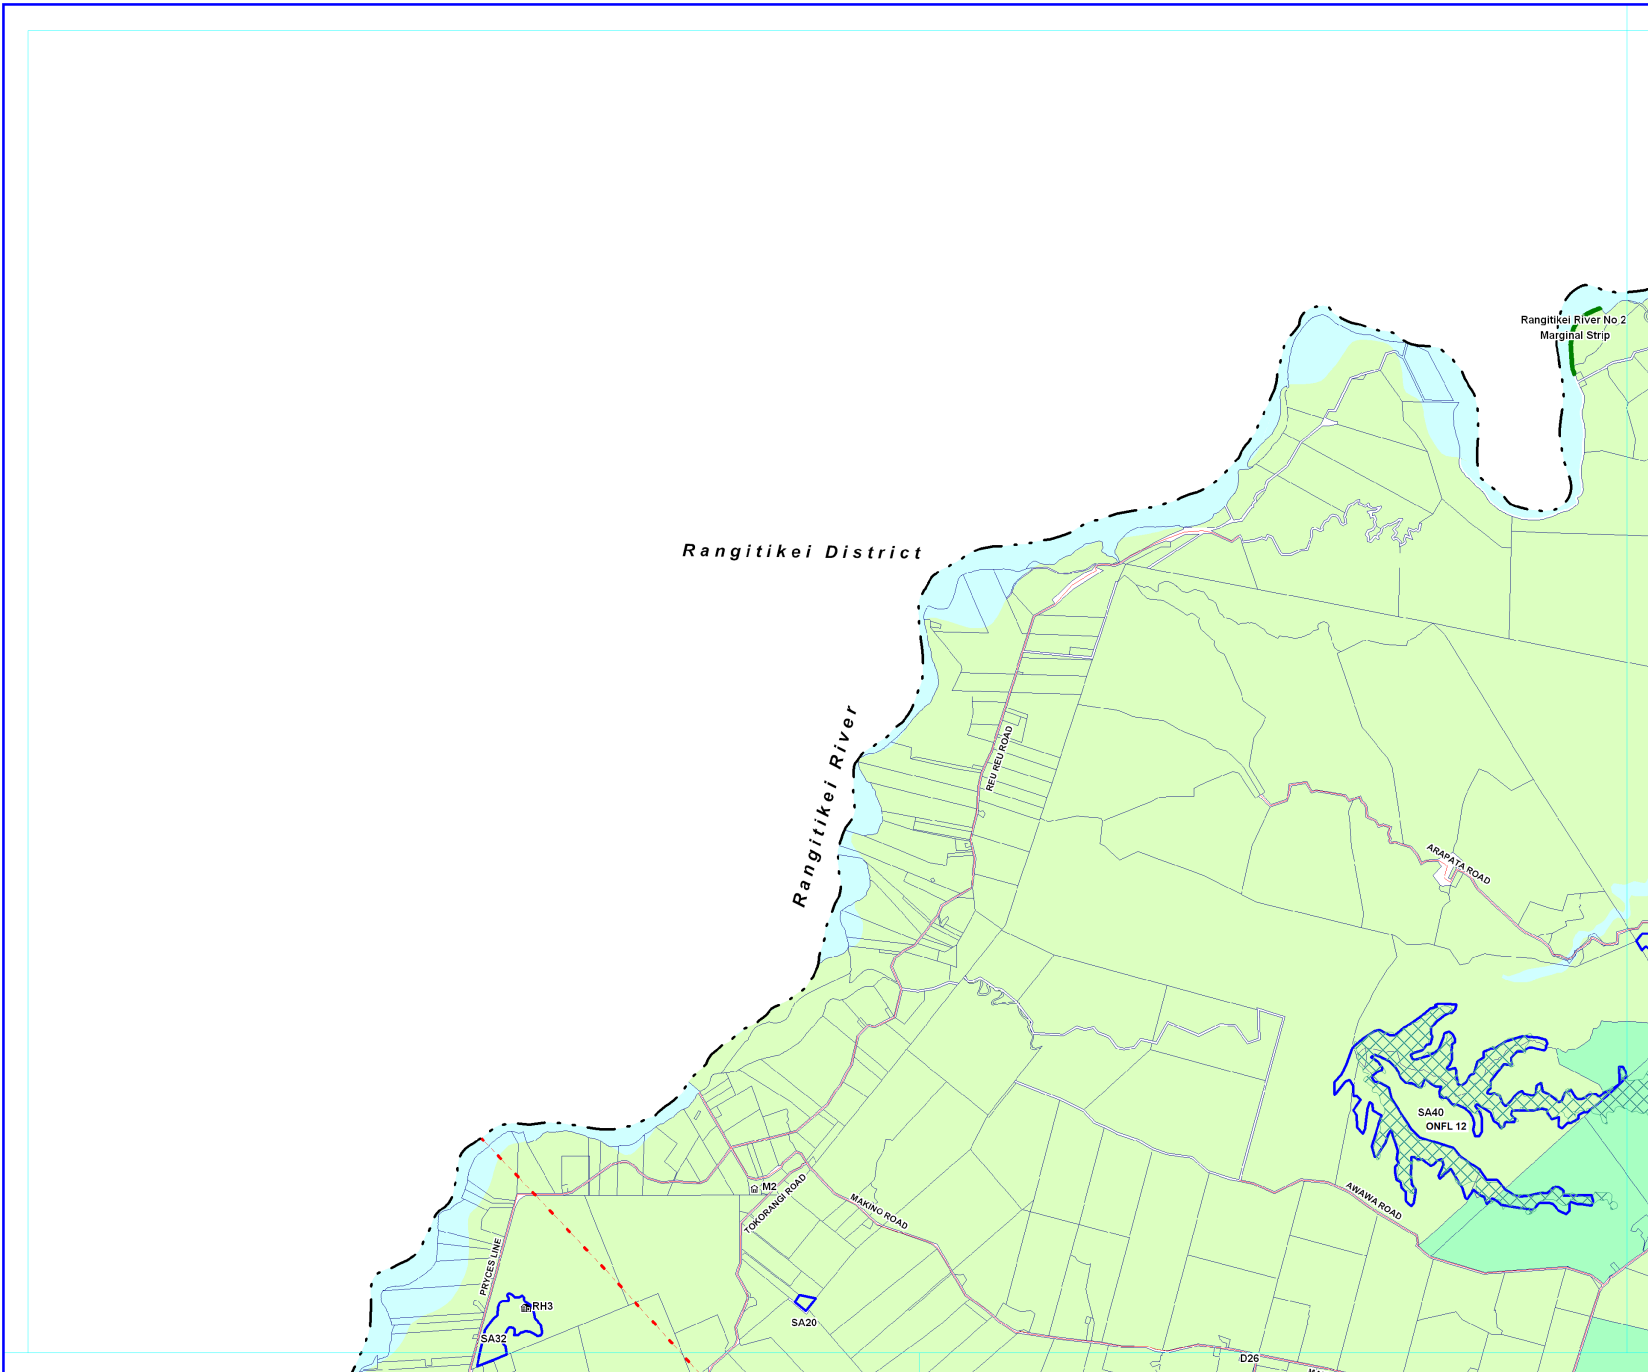 Rangitikei River No 2
Marginal Strip
Rangitikei District
Rangitikei River
REU REU ROAD
ARAPATA ROAD
SA40
ONFL 12
M2
TOKORANGI ROAD
MAKINO ROAD
AWAWA ROAD
PRYCES LINE
RH3
SA20
SA32
D26